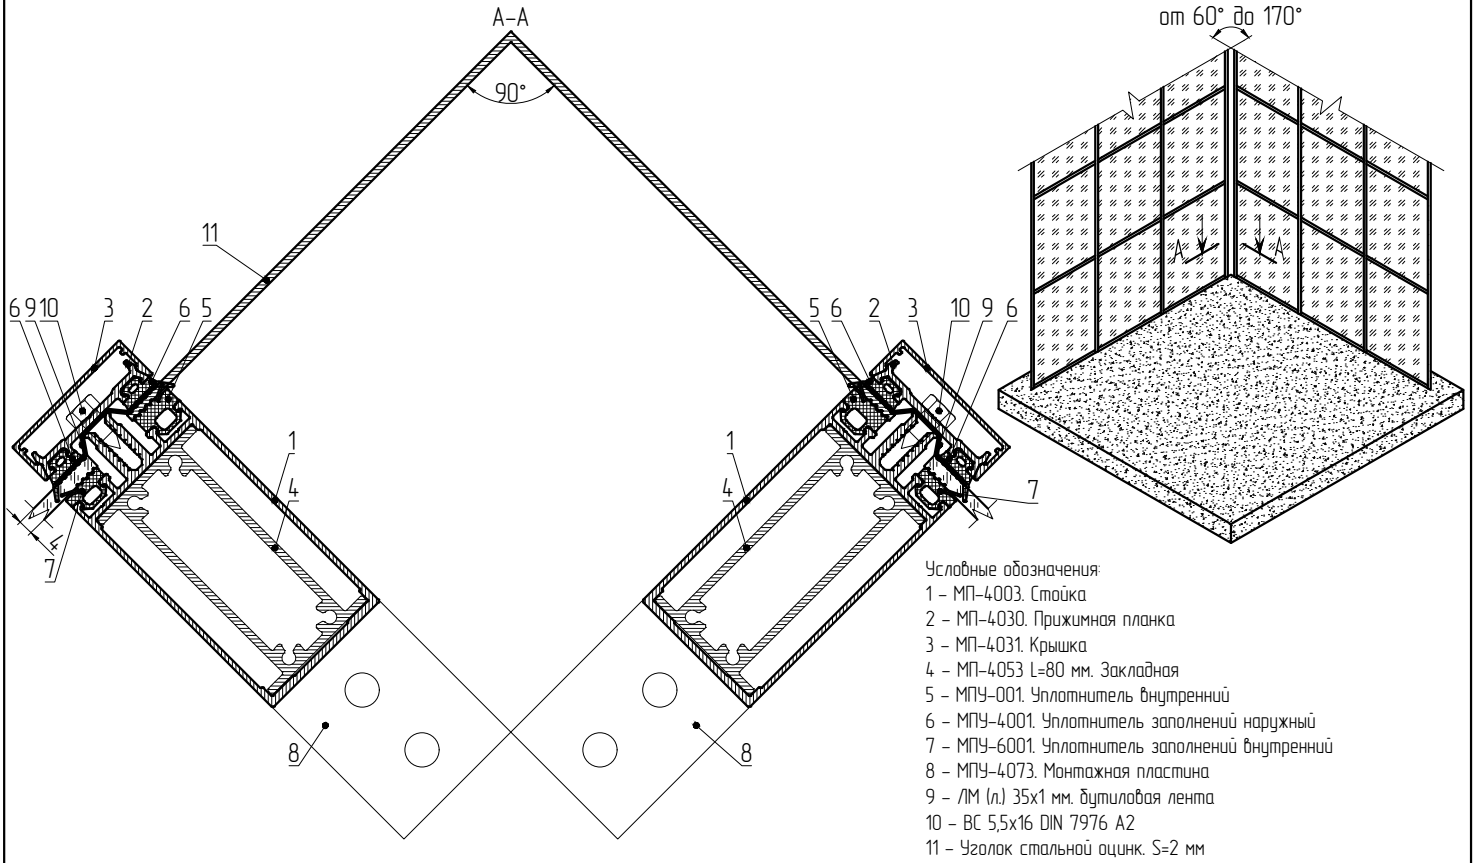 А-А
от 60° до 170°
90°
11
6 9 10 3 2 6 5
5 6 2 3 10 9 6
А А
1
4
1
4
7
4
7
8
8
Условные обозначения:
1 - МП-4003. Стойка
2 - МП-4030. Прижимная планка
3 - МП-4031. Крышка
4 - МП-4053 L=80 мм. Закладная
5 - МПУ-001. Уплотнитель внутренний
6 - МПУ-4001. Уплотнитель заполнений наружный
7 - МПУ-6001. Уплотнитель заполнений внутренний
8 - МПУ-4073. Монтажная пластина
9 - ЛМ (л.) 35х1 мм. бутиловая лента
10 - ВС 5,5х16 DIN 7976 А2
11 - Уголок стальной оцинк. S=2 мм